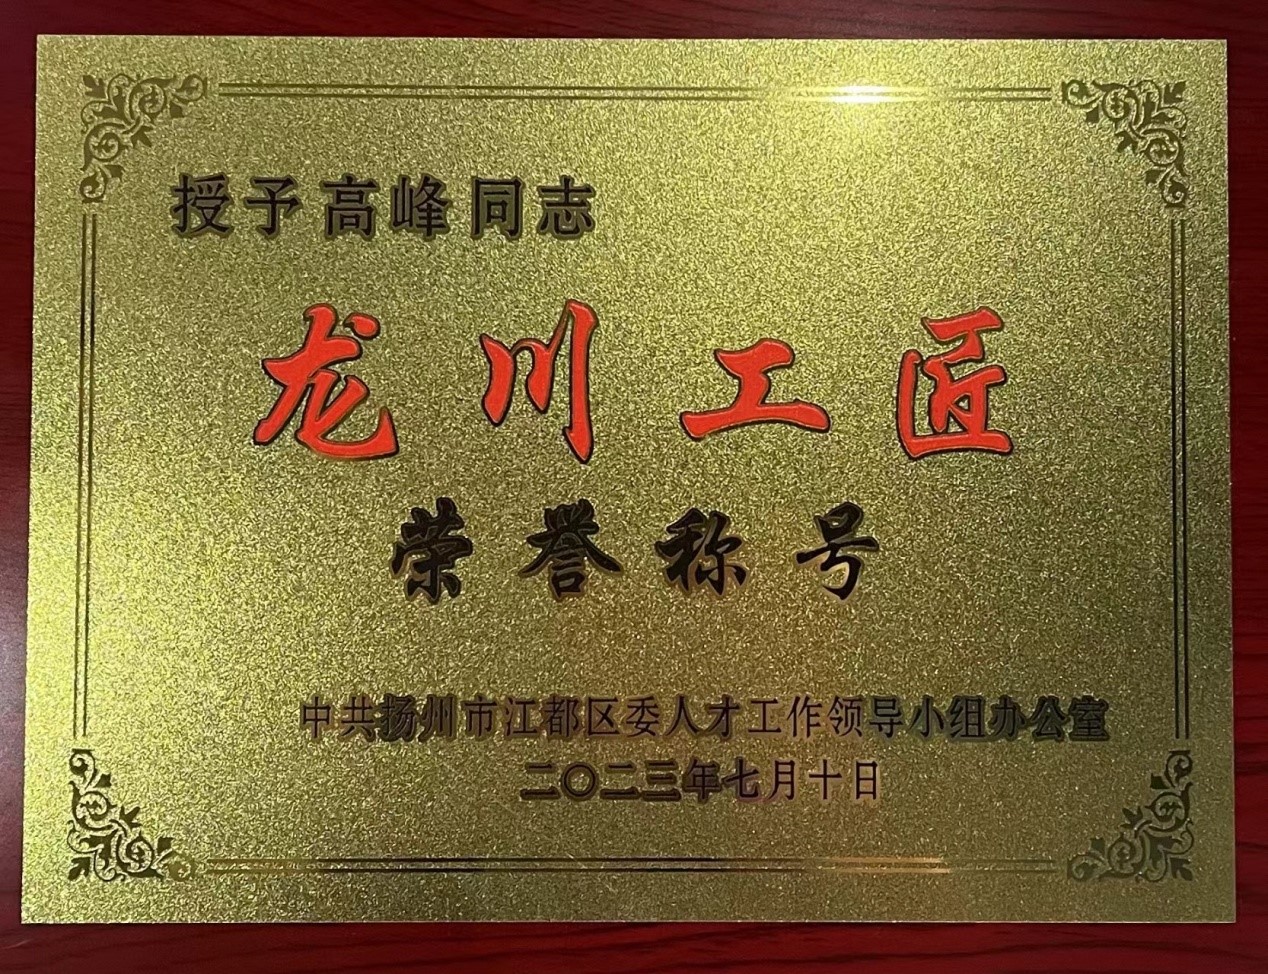 授予高峰同志
龙川工匠
荣誉称号
中共扬州市江都区委人才工作领导小组办公室
二〇二三年七月十日